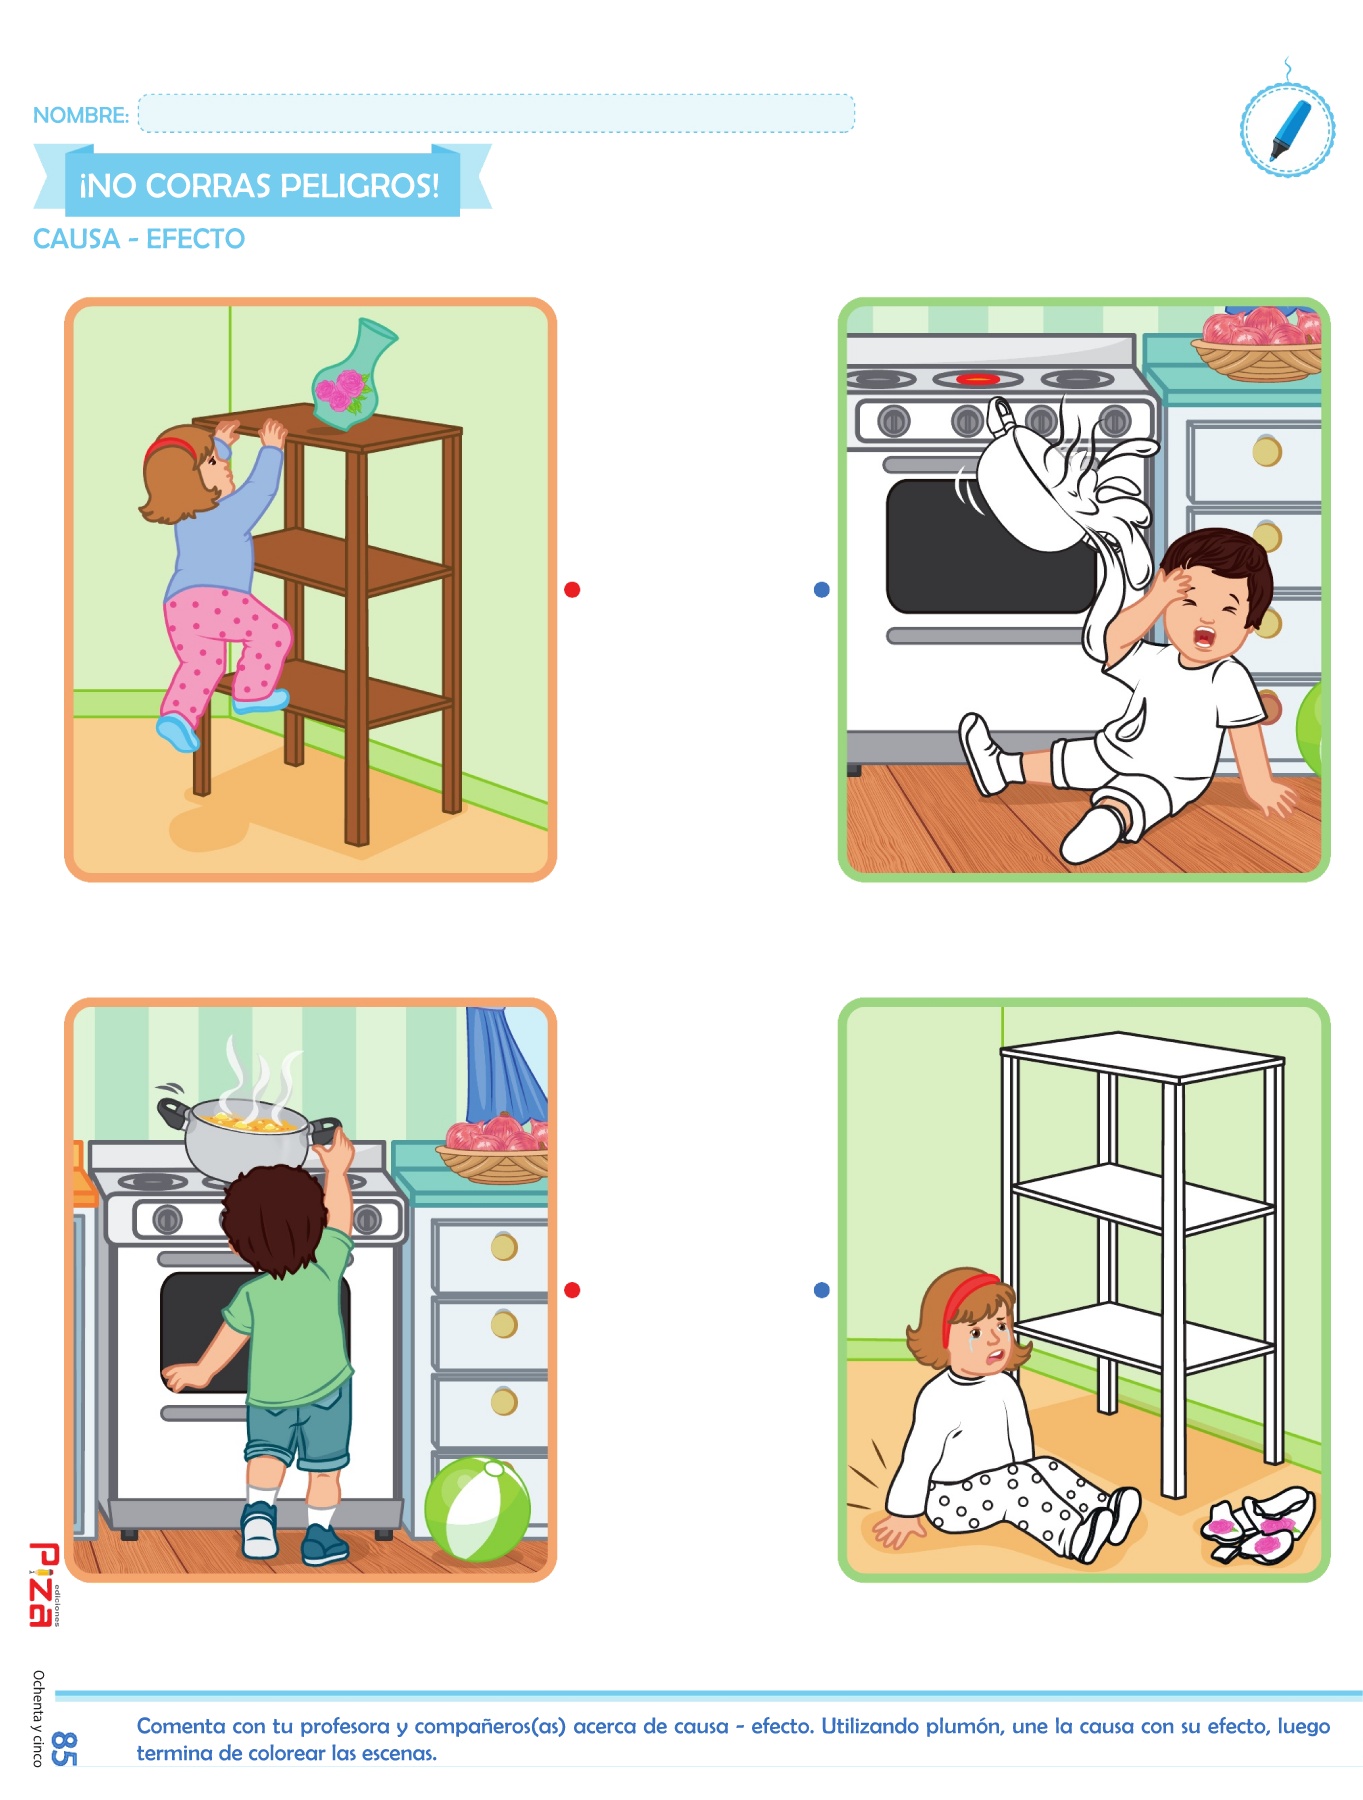 NOMBRE:
¡NO CORRAS PELIGROS!
CAUSA - EFECTO
Piza
ediciones
Ochenta y cinco
85
Comenta con tu profesora y compañeros(as) acerca de causa - efecto. Utilizando plumón, une la causa con su efecto, luego
termina de colorear las escenas.